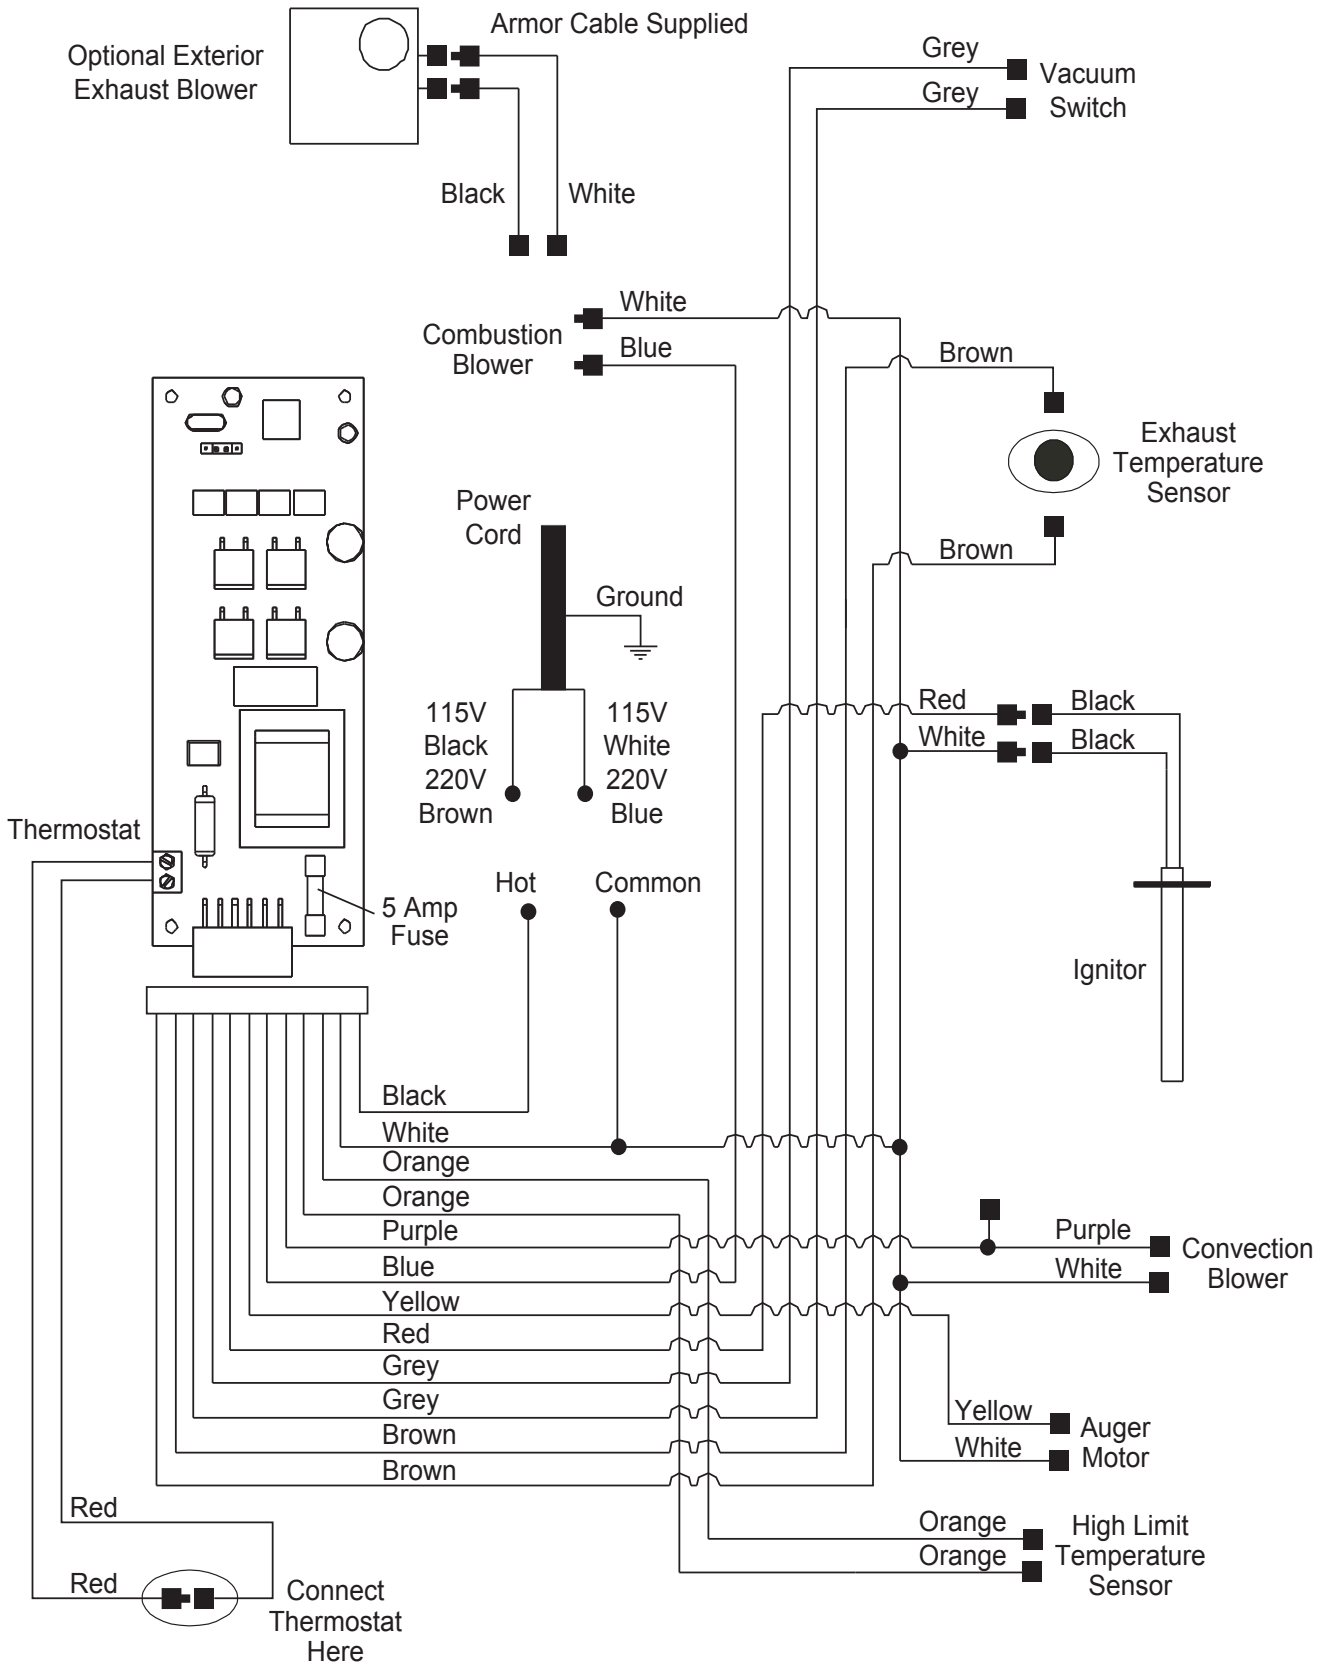 Armor Cable Supplied
Optional Exterior
Exhaust Blower
Black
White
Grey
Vacuum
Grey
Switch
White
Combustion
Blower
Blue
Brown
Exhaust
Temperature
Sensor
Brown
Power
Cord
Ground
115V
Black
220V
Brown
115V
White
220V
Blue
Red
Black
White
Black
Ignitor
Thermostat
5 Amp
Fuse
Hot
Common
Black
White
Orange
Orange
Purple
Blue
Yellow
Red
Grey
Grey
Brown
Brown
Purple
White
Convection
Blower
Yellow
White
Auger
Motor
Orange
Orange
High Limit
Temperature
Sensor
Red
Red
Connect
Thermostat
Here